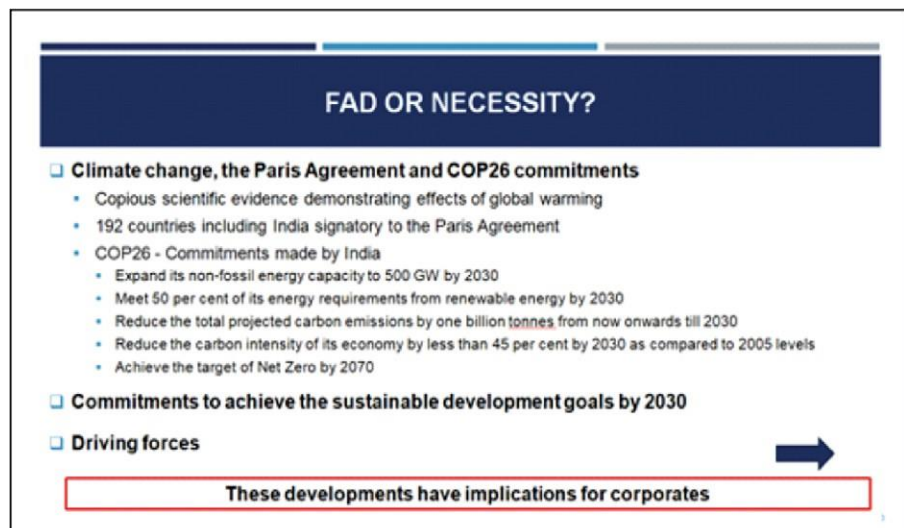 FAD OR NECESSITY?
Climate change, the Paris Agreement and COP26 commitments
Copious scientific evidence demonstrating effects of global warming
192 countries including India signatory to the Paris Agreement
COP26 - Commitments made by India
Expand its non-fossil energy capacity to 500 GW by 2030
Meet 50 per cent of its energy requirements from renewable energy by 2030
Reduce the total projected carbon emissions by one billion tonnes from now onwards till 2030
Reduce the carbon intensity of its economy by less than 45 per cent by 2030 as compared to 2005 levels
Achieve the target of Net Zero by 2070
Commitments to achieve the sustainable development goals by 2030
Driving forces
These developments have implications for corporates